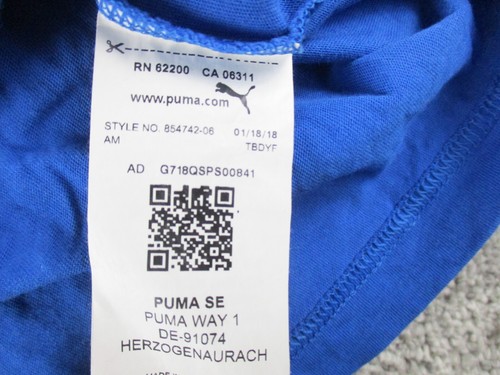 RN 62200 CA 06311
www.puma.com
STYLE NO. 854742-06 01/18/18
AM TBDYF
AD G718QSPS00841
PUMA SE
PUMA WAY 1
DE-91074
HERZOGENAURACH